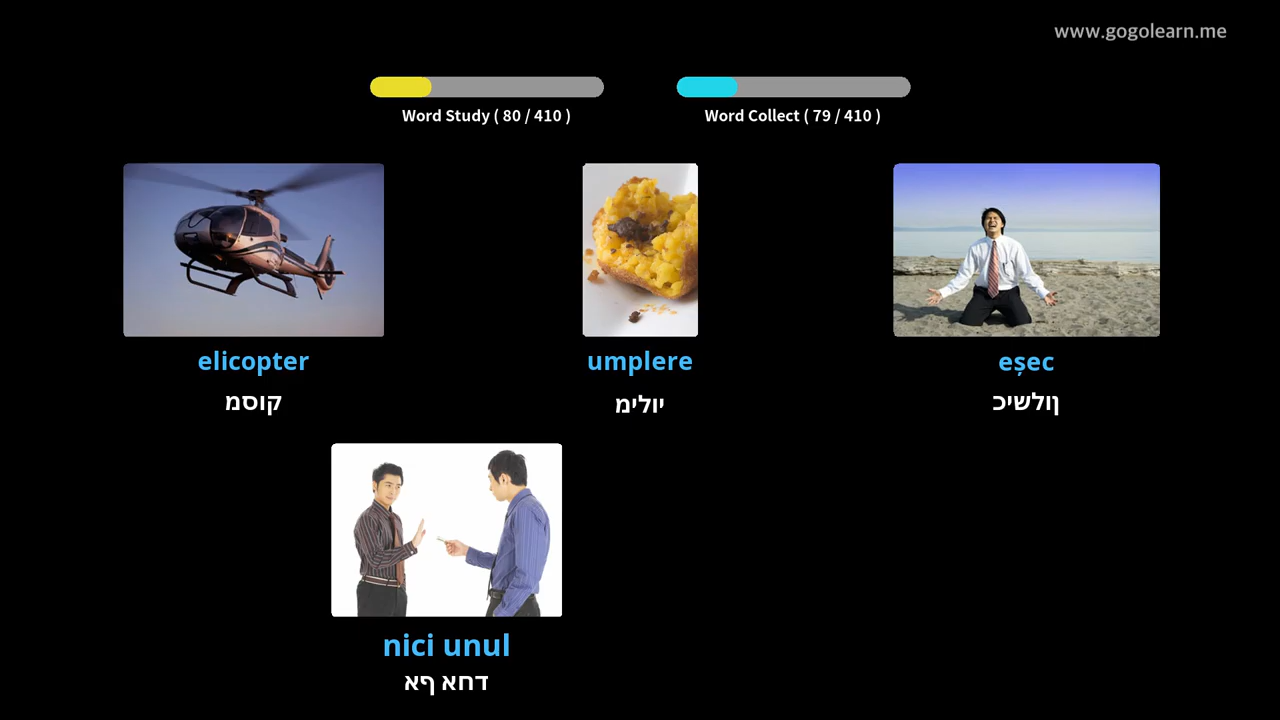 www.gogolearn.me
Word Study ( 80 / 410 )
Word Collect ( 79 / 410 )
elicopter
קוסמ
umplere
יולימ
eșec
ןולשיכ
nici unul
דחא ףא